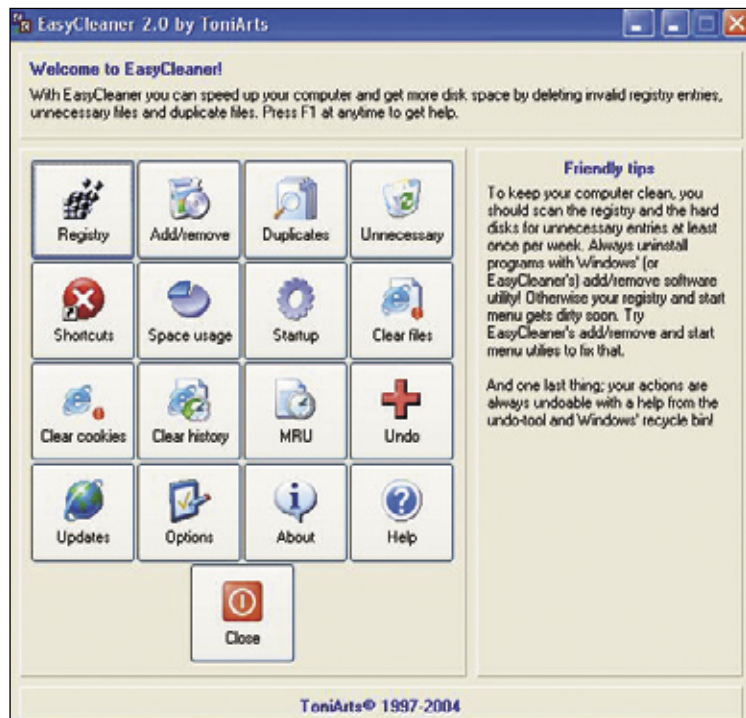 EasyCleaner 2.0 by ToniArts
Welcome to EasyCleaner!
With EasyCleaner you can speed up your computer and get more disk space by deleting invalid registry entries,
unnecessary files and duplicate files. Press F1 at anytime to get help.
Registry
Add/remove
Duplicates
Unnecessary
Shortcuts
Space usage
Startup
Clear files
Clear cookies
Clear history
MRU
Undo
Updates
Options
About
Help
Close
Friendly tips
To keep your computer clean, you
should scan the registry and the hard
disks for unnecessary entries at least
once per week. Always uninstall
programs with Windows' (or
EasyCleaner's) add/remove software
utility! Otherwise your registry and start
menu gets dirty soon. Try
EasyCleaner's add/remove and start
menu utilies to fix that.
And one last thing; your actions are
always undoable with a help from the
undo-tool and Windows' recycle bin!
ToniArts© 1997-2004